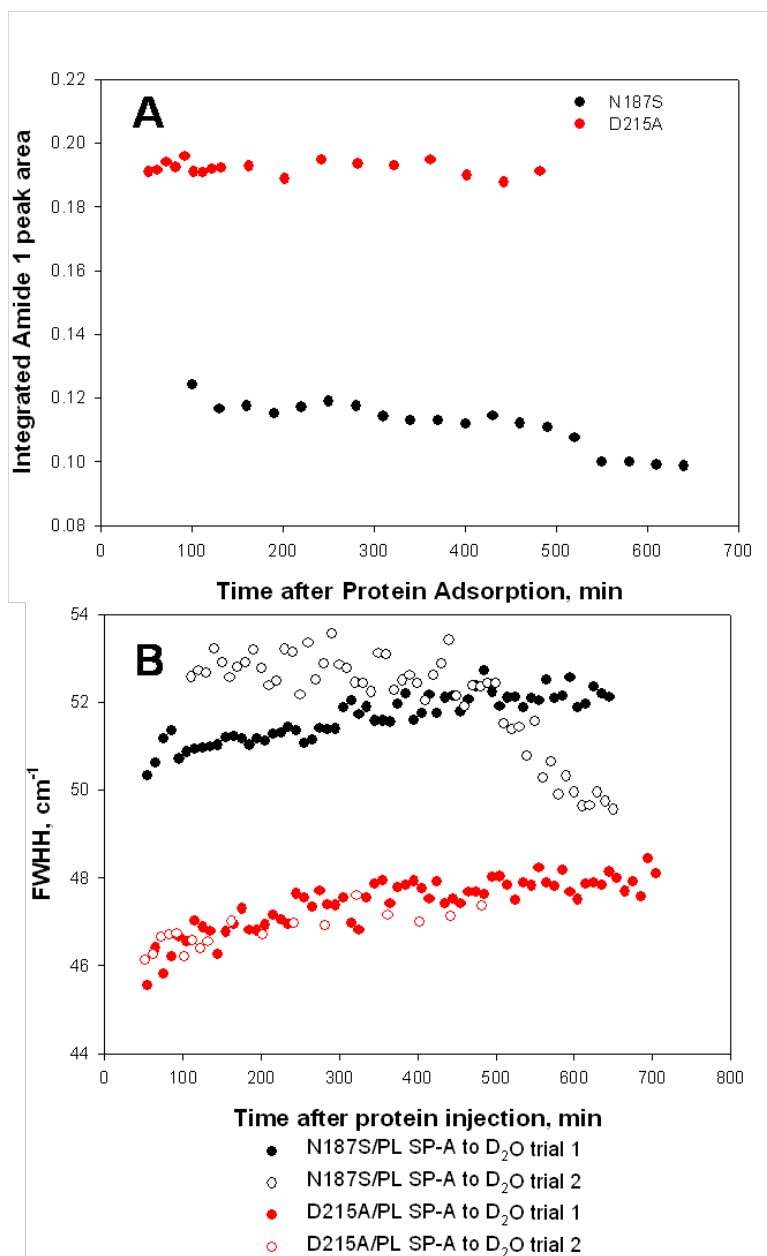 A
N187S
D215A
0.22
0.20
0.18
0.16
0.14
0.12
0.10
0.08
Integrated Amide 1 peak area
0 100 200 300 400 500 600 700
Time after Protein Adsorption, min
B
54
52
50
48
46
44
FWHH, cm⁻¹
0 100 200 300 400 500 600 700 800
Time after protein injection, min
N187S/PL SP-A to D₂O trial 1
N187S/PL SP-A to D₂O trial 2
D215A/PL SP-A to D₂O trial 1
D215A/PL SP-A to D₂O trial 2